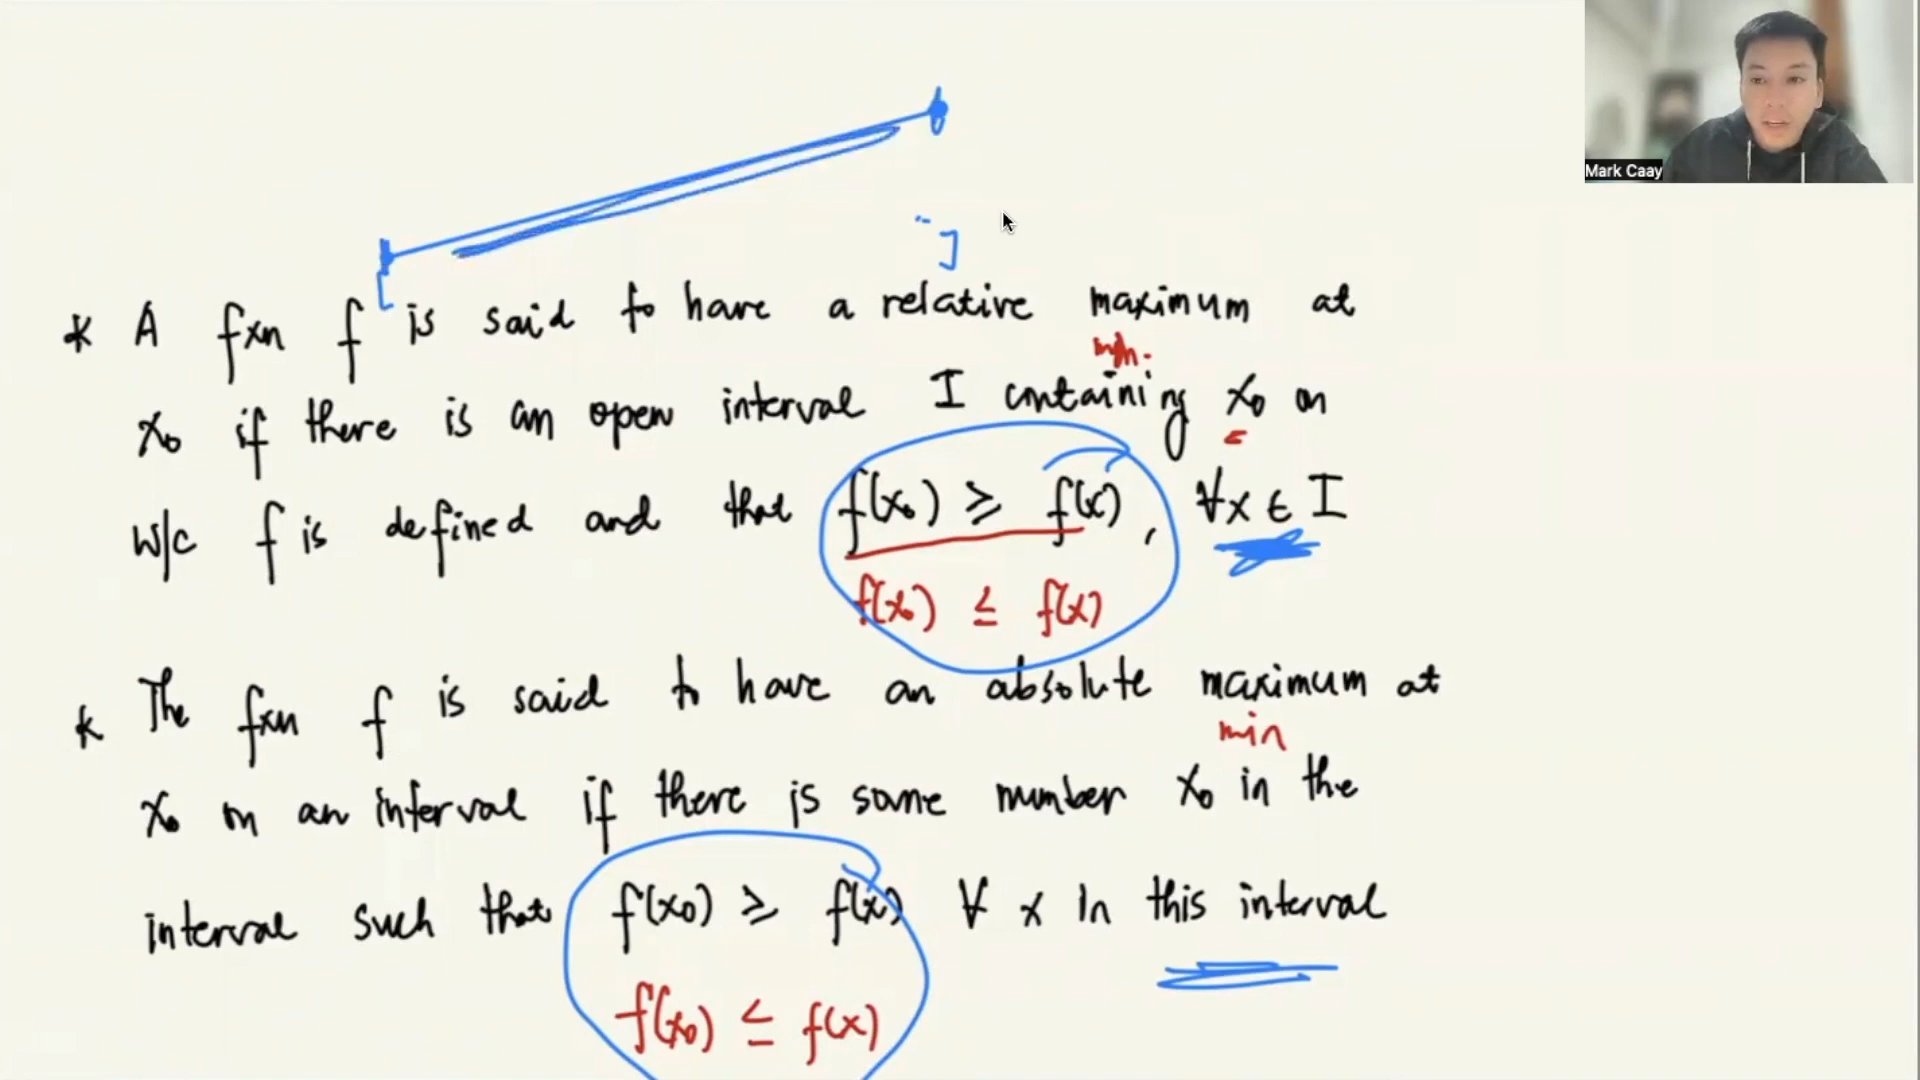 Mark Caay
[ ]
* A fxn f is said to have a relative maximum at
min.
x₀ if there is an open interval I containing x₀ on
w/c f is defined and that f(x₀) ≥ f(x), ∀x ∈ I
f(x₀) ≤ f(x)
* The fxn f is said to have an absolute maximum at
min
x₀ on an interval if there is some number x₀ in the
interval such that f(x₀) ≥ f(x) ∀ x in this interval
f(x₀) ≤ f(x)